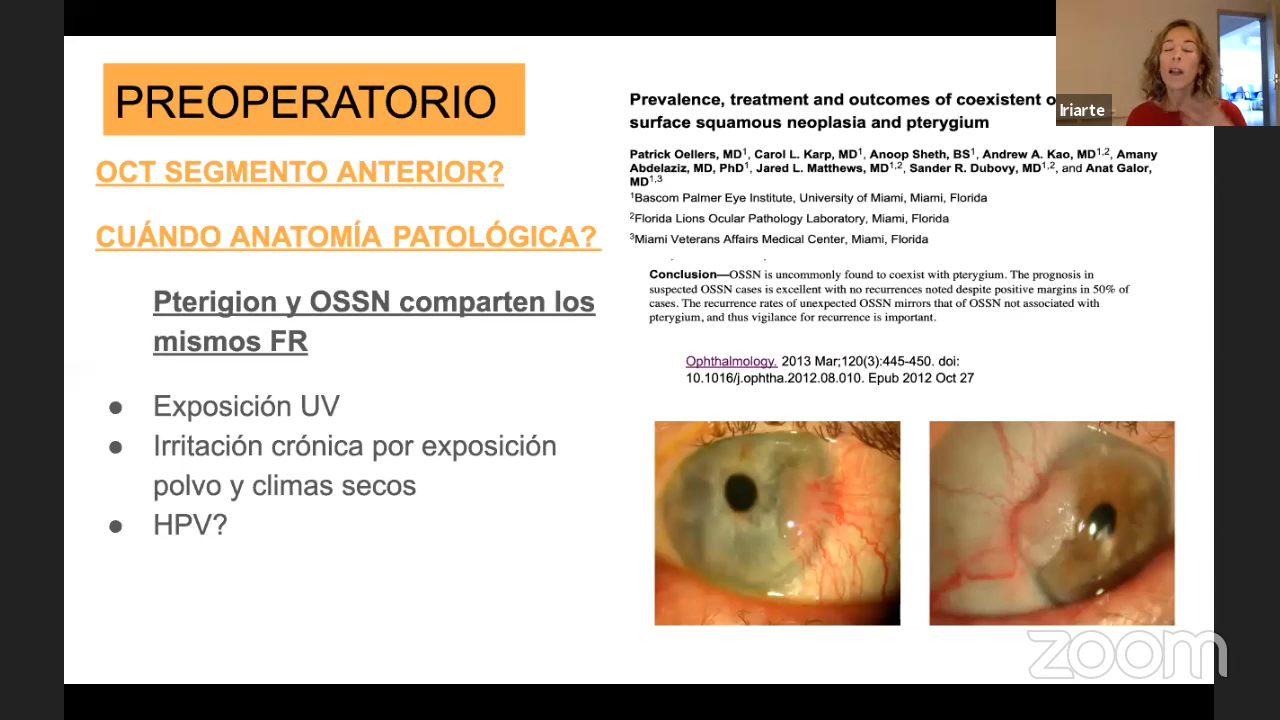 PREOPERATORIO
OCT SEGMENTO ANTERIOR?
CUÁNDO ANATOMÍA PATOLÓGICA?
Pterigion y OSSN comparten los
mismos FR
● Exposición UV
● Irritación crónica por exposición
polvo y climas secos
● HPV?
Prevalence, treatment and outcomes of coexistent
surface squamous neoplasia and pterygium
Patrick Oellers, MD1, Carol L. Karp, MD1, Anoop Sheth, BS1, Andrew A. Kao, MD1,2, Amany
Abdelaziz, MD, PhD1, Jared L. Matthews, MD1,2, Sander R. Dubovy, MD1,2, and Anat Galor,
MD1,3
1Bascom Palmer Eye Institute, University of Miami, Miami, Florida
2Florida Lions Ocular Pathology Laboratory, Miami, Florida
3Miami Veterans Affairs Medical Center, Miami, Florida
Conclusion—OSSN is uncommonly found to coexist with pterygium. The prognosis in
suspected OSSN cases is excellent with no recurrences noted despite positive margins in 50% of
cases. The recurrence rates of unexpected OSSN mirrors that of OSSN not associated with
pterygium, and thus vigilance for recurrence is important.
Ophthalmology. 2013 Mar;120(3):445-450. doi:
10.1016/j.ophtha.2012.08.010. Epub 2012 Oct 27
Iriarte
zoom